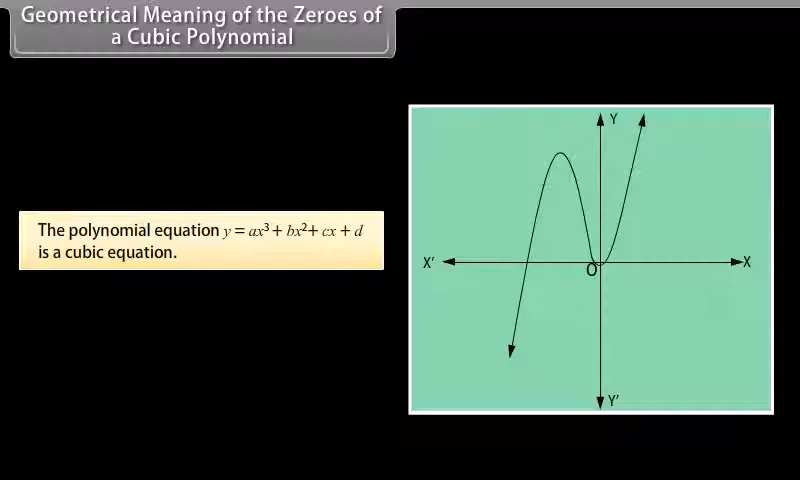 Geometrical Meaning of the Zeroes of
a Cubic Polynomial
Y
The polynomial equation y = ax³ + bx²+ cx + d
is a cubic equation.
X′
X
O
Y′